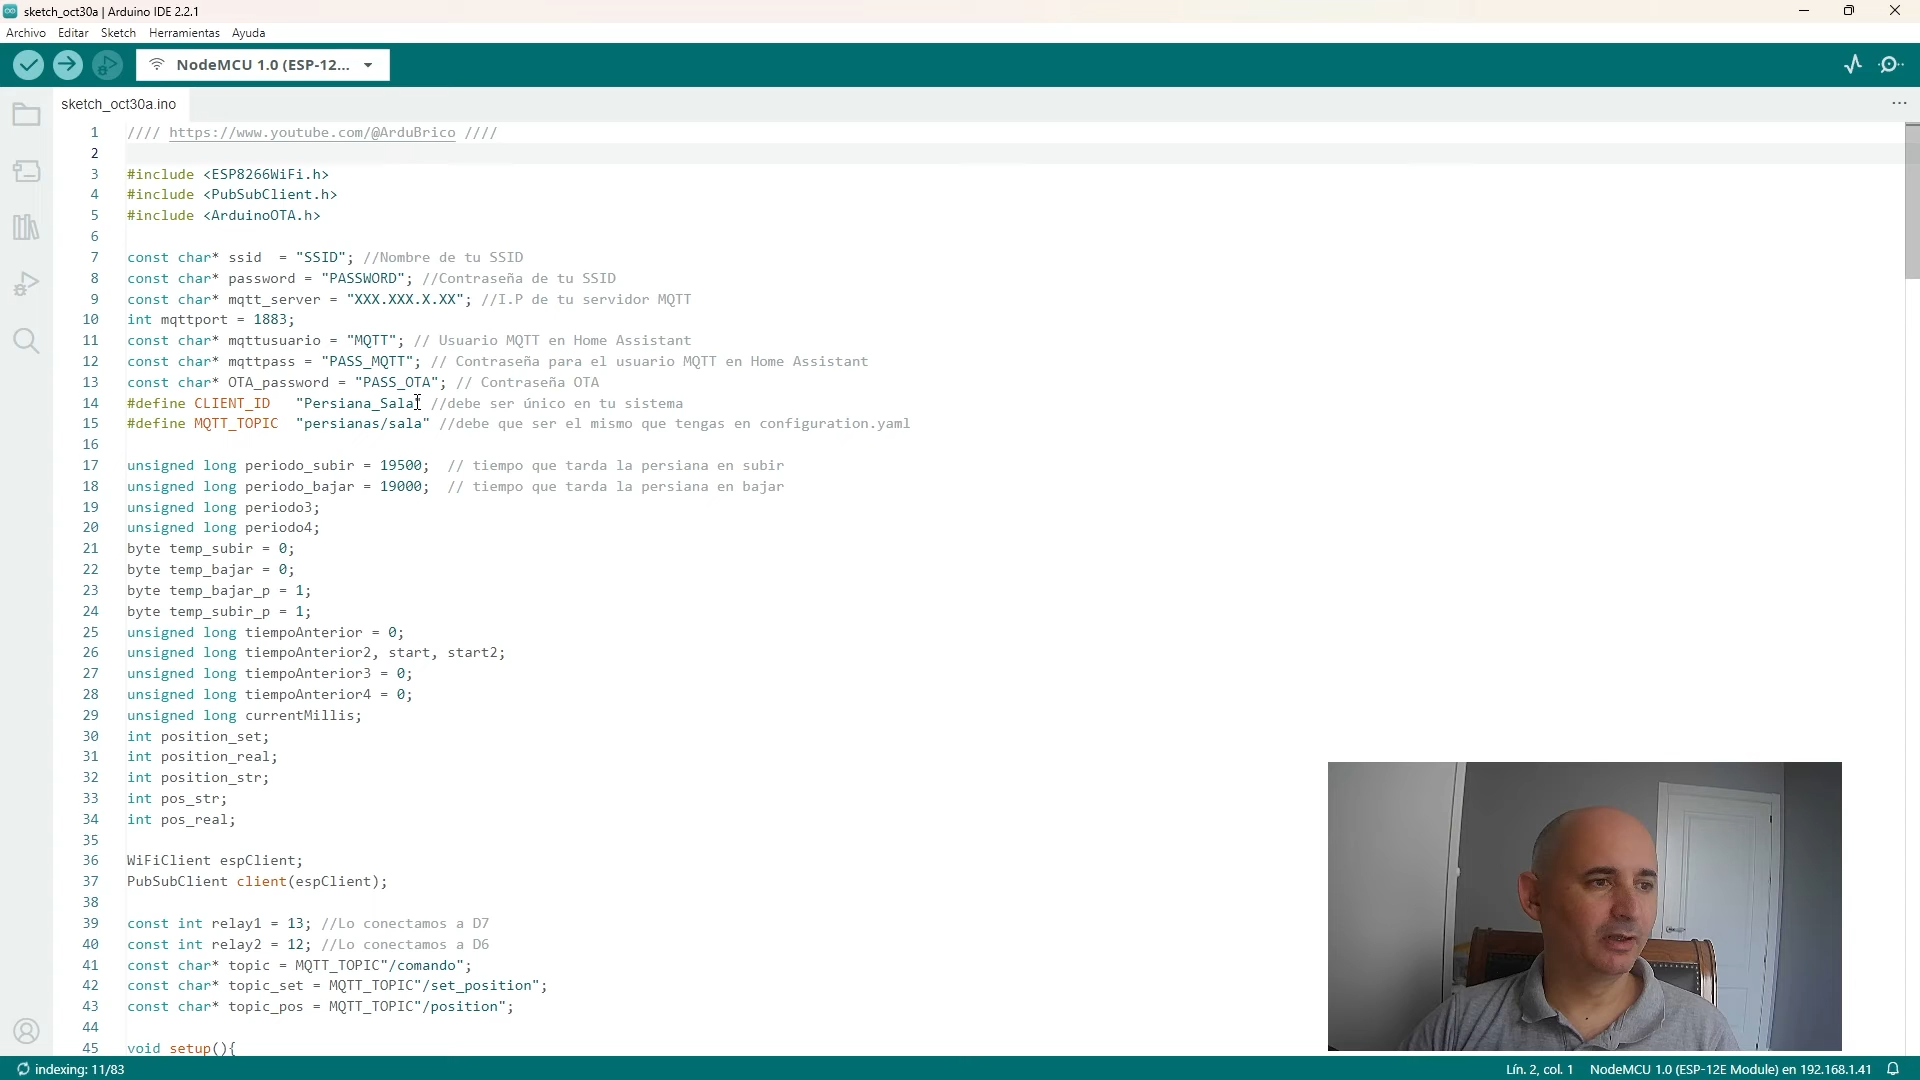 sketch_oct30a | Arduino IDE 2.2.1
Archivo Editar Sketch Herramientas Ayuda
NodeMCU 1.0 (ESP-12...
sketch_oct30a.ino
1 //// https://www.youtube.com/@ArduBrico ////
2
3 #include <ESP8266WiFi.h>
4 #include <PubSubClient.h>
5 #include <ArduinoOTA.h>
6
7 const char* ssid  = "SSID"; //Nombre de tu SSID
8 const char* password = "PASSWORD"; //Contraseña de tu SSID
9 const char* mqtt_server = "XXX.XXX.X.XX"; //I.P de tu servidor MQTT
10 int mqttport = 1883;
11 const char* mqttusuario = "MQTT"; // Usuario MQTT en Home Assistant
12 const char* mqttpass = "PASS_MQTT"; // Contraseña para el usuario MQTT en Home Assistant
13 const char* OTA_password = "PASS_OTA"; // Contraseña OTA
14 #define CLIENT_ID   "Persiana_Sala" //debe ser único en tu sistema
15 #define MQTT_TOPIC  "persianas/sala" //debe que ser el mismo que tengas en configuration.yaml
16
17 unsigned long periodo_subir = 19500;  // tiempo que tarda la persiana en subir
18 unsigned long periodo_bajar = 19000;  // tiempo que tarda la persiana en bajar
19 unsigned long periodo3;
20 unsigned long periodo4;
21 byte temp_subir = 0;
22 byte temp_bajar = 0;
23 byte temp_bajar_p = 1;
24 byte temp_subir_p = 1;
25 unsigned long tiempoAnterior = 0;
26 unsigned long tiempoAnterior2, start, start2;
27 unsigned long tiempoAnterior3 = 0;
28 unsigned long tiempoAnterior4 = 0;
29 unsigned long currentMillis;
30 int position_set;
31 int position_real;
32 int position_str;
33 int pos_str;
34 int pos_real;
35
36 WiFiClient espClient;
37 PubSubClient client(espClient);
38
39 const int relay1 = 13; //Lo conectamos a D7
40 const int relay2 = 12; //Lo conectamos a D6
41 const char* topic = MQTT_TOPIC"/comando";
42 const char* topic_set = MQTT_TOPIC"/set_position";
43 const char* topic_pos = MQTT_TOPIC"/position";
44
45 void setup(){
indexing: 11/83
Lín. 2, col. 1 NodeMCU 1.0 (ESP-12E Module) en 192.168.1.41